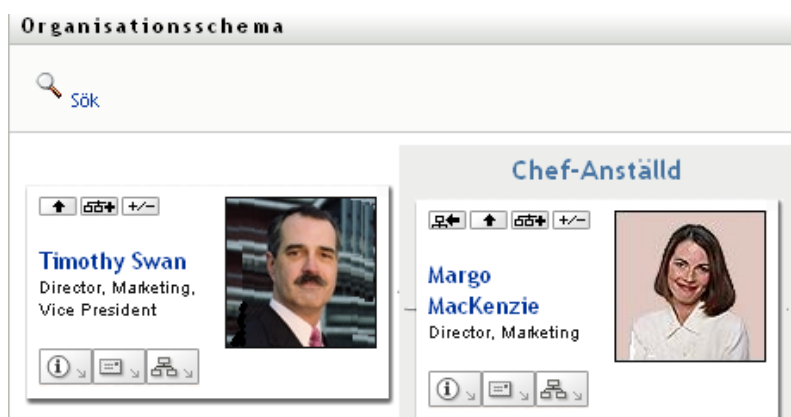 Organisationsschema
Sök
Chef-Anställd
+/-
Timothy Swan
Director, Marketing,
Vice President
+/-
Margo
MacKenzie
Director, Marketing